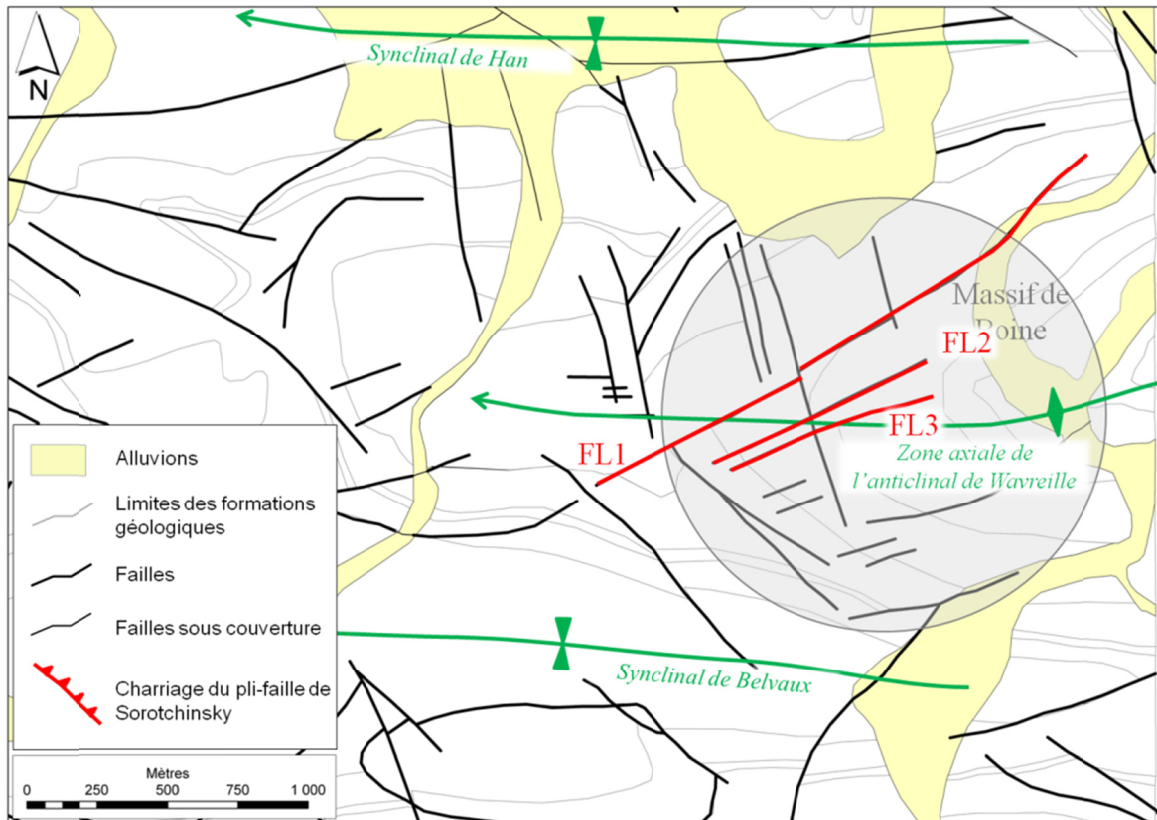 Synclinal de Han
N
Massif de
Boine
FL2
FL1
FL3
Zone axiale de
l'anticlinal de Wavreille
Alluvions
Limites des formations
géologiques
Failles
Failles sous couverture
Charriage du pli-faille de
Sorotchinsky
Synclinal de Belvaux
Mètres
0 250 500 750 1 000